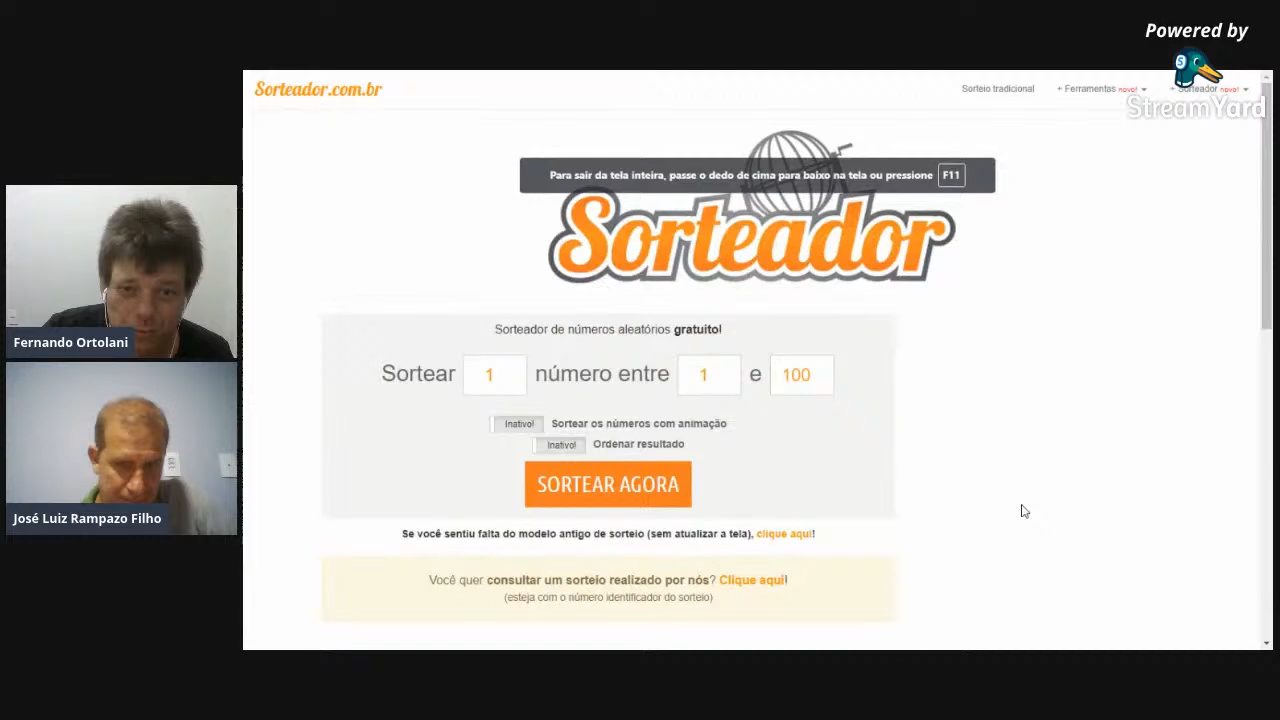 Powered by
StreamYard
Sorteador.com.br
Sorteio tradicional
+ Ferramentas novo!
+ Sorteador novo!
Para sair da tela inteira, passe o dedo de cima para baixo na tela ou pressione F11
Sorteador
Sorteador de números aleatórios gratuito!
Sortear 1 número entre 1 e 100
Inativo! Sortear os números com animação
Inativo! Ordenar resultado
SORTEAR AGORA
Se você sentiu falta do modelo antigo de sorteio (sem atualizar a tela), clique aqui!
Você quer consultar um sorteio realizado por nós? Clique aqui!
(esteja com o número identificador do sorteio)
Fernando Ortolani
José Luiz Rampazo Filho